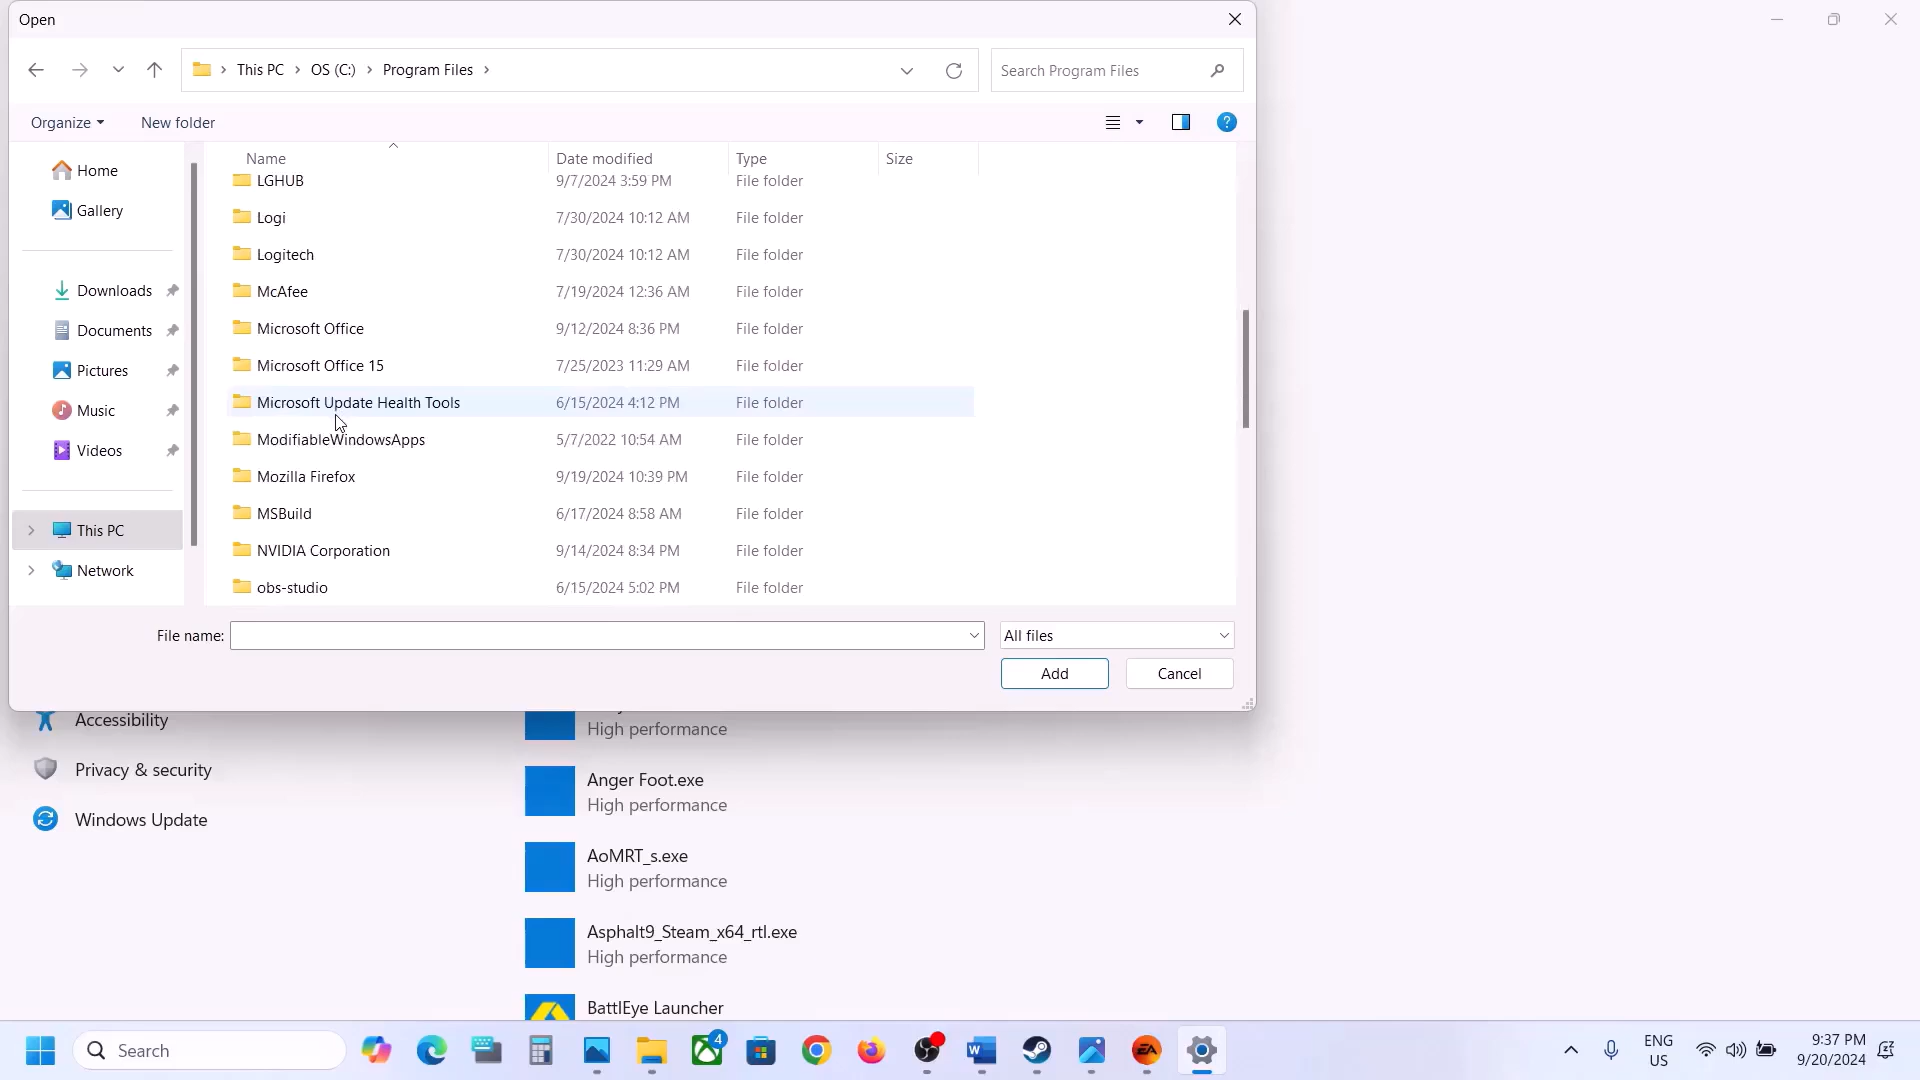 Open
This PC > OS (C:) > Program Files >
Search Program Files
Organize
New folder
Home
Gallery
Downloads
Documents
Pictures
Music
Videos
This PC
Network
Name Date modified Type Size
LGHUB 9/7/2024 3:59 PM File folder
Logi 7/30/2024 10:12 AM File folder
Logitech 7/30/2024 10:12 AM File folder
McAfee 7/19/2024 12:36 AM File folder
Microsoft Office 9/12/2024 8:36 PM File folder
Microsoft Office 15 7/25/2023 11:29 AM File folder
Microsoft Update Health Tools 6/15/2024 4:12 PM File folder
ModifiableWindowsApps 5/7/2022 10:54 AM File folder
Mozilla Firefox 9/19/2024 10:39 PM File folder
MSBuild 6/17/2024 8:58 AM File folder
NVIDIA Corporation 9/14/2024 8:34 PM File folder
obs-studio 6/15/2024 5:02 PM File folder
File name:
All files
Add
Cancel
Accessibility
Privacy & security
Windows Update
High performance
Anger Foot.exe
High performance
AoMRT_s.exe
High performance
Asphalt9_Steam_x64_rtl.exe
High performance
BattlEye Launcher
Search
4
ENG
US
9:37 PM
9/20/2024